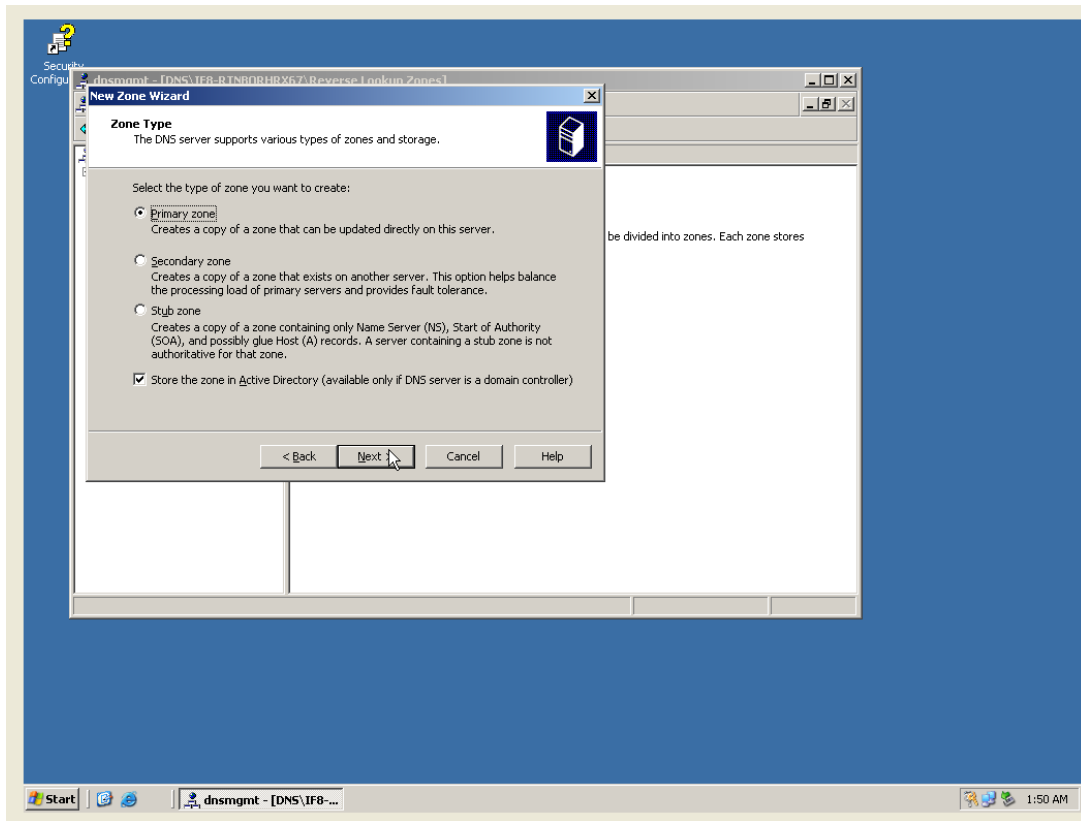 Security
Configu
dnsmgmt - [DNS\IF8-RTNBORHRX67\Reverse Lookup Zones]
New Zone Wizard
Zone Type
The DNS server supports various types of zones and storage.
Select the type of zone you want to create:
Primary zone
Creates a copy of a zone that can be updated directly on this server.
be divided into zones. Each zone stores
Secondary zone
Creates a copy of a zone that exists on another server. This option helps balance
the processing load of primary servers and provides fault tolerance.
Stub zone
Creates a copy of a zone containing only Name Server (NS), Start of Authority
(SOA), and possibly glue Host (A) records. A server containing a stub zone is not
authoritative for that zone.
Store the zone in Active Directory (available only if DNS server is a domain controller)
< Back Next > Cancel Help
Start dnsmgmt - [DNS\IF8-... 1:50 AM